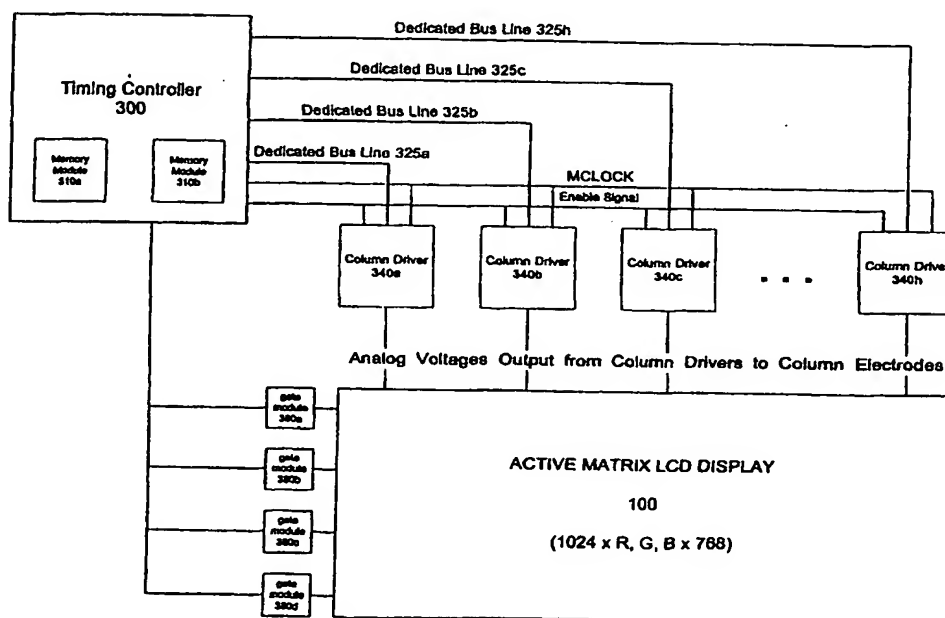 Dedicated Bus Line 325h
Timing Controller
300
Dedicated Bus Line 325c
Dedicated Bus Line 325b
Memory
Module
310a
Memory
Module
310b
Dedicated Bus Line 325a
MCLOCK
Enable Signal
Column Driver
340a
Column Driver
340b
Column Driver
340c
. . .
Column Driver
340h
Analog Voltages Output from Column Drivers to Column Electrodes
gate
module
380a
gate
module
380b
gate
module
380c
gate
module
380d
ACTIVE MATRIX LCD DISPLAY
100
(1024 x R, G, B x 768)